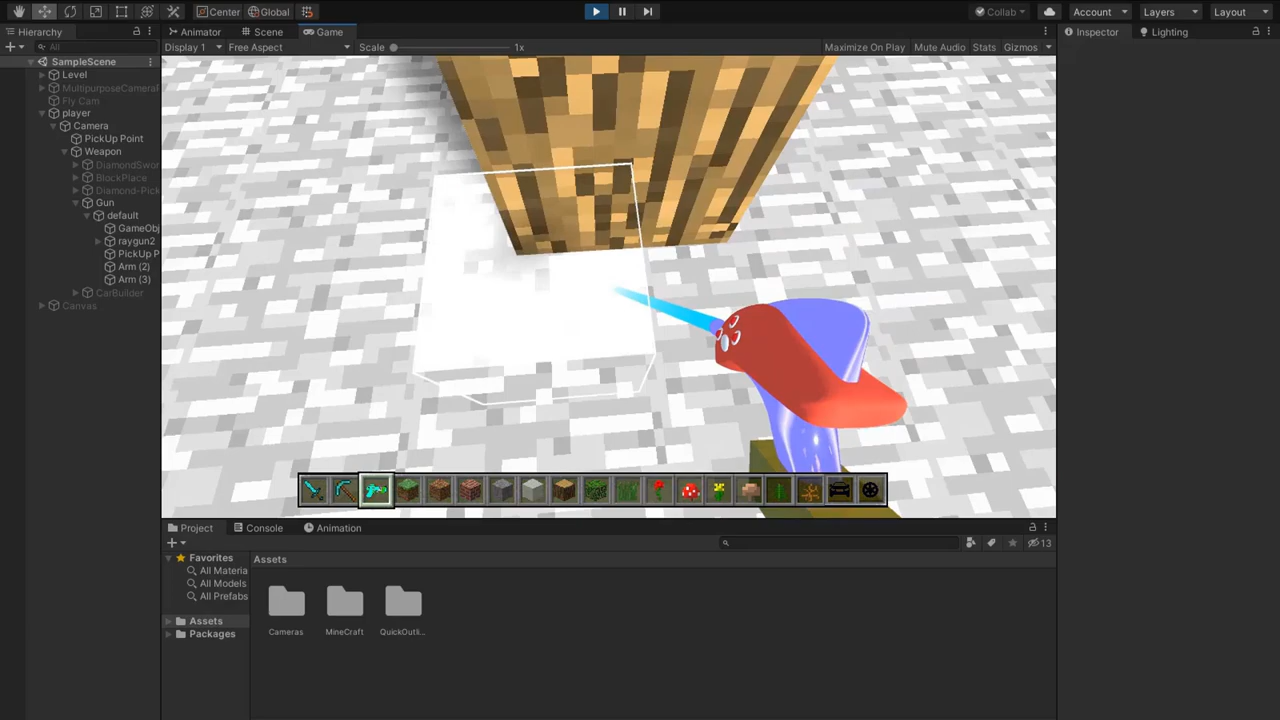 Center Global Collab Account Layers Layout
Hierarchy Animator Scene Game Inspector Lighting
All Display 1 Free Aspect Scale 1x Maximize On Play Mute Audio Stats Gizmos
SampleScene
Level
MultipurposeCameraR
Fly Cam
player
Camera
PickUp Point
Weapon
DiamondSwor
BlockPlace
Diamond-Pick
Gun
default
GameObj
raygun2
PickUp P
Arm (2)
Arm (3)
CarBuilder
Canvas
Project Console Animation
13
Favorites Assets
All Materia
All Models
All Prefabs
Assets
Packages
Cameras MineCraft QuickOutli...